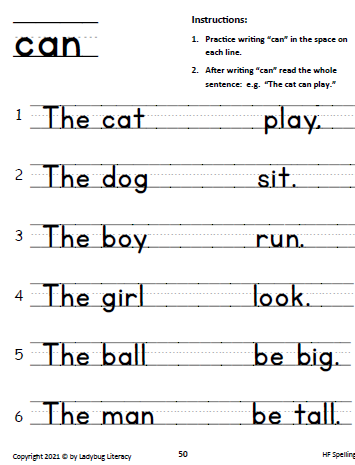 can
Instructions:
1. Practice writing “can” in the space on
each line.
2. After writing “can” read the whole
sentence: e.g. “The cat can play.”
1 The cat play.
2 The dog sit.
3 The boy run.
4 The girl look.
5 The ball be big.
6 The man be tall.
Copyright 2021 © by Ladybug Literacy 50 HF Spelling